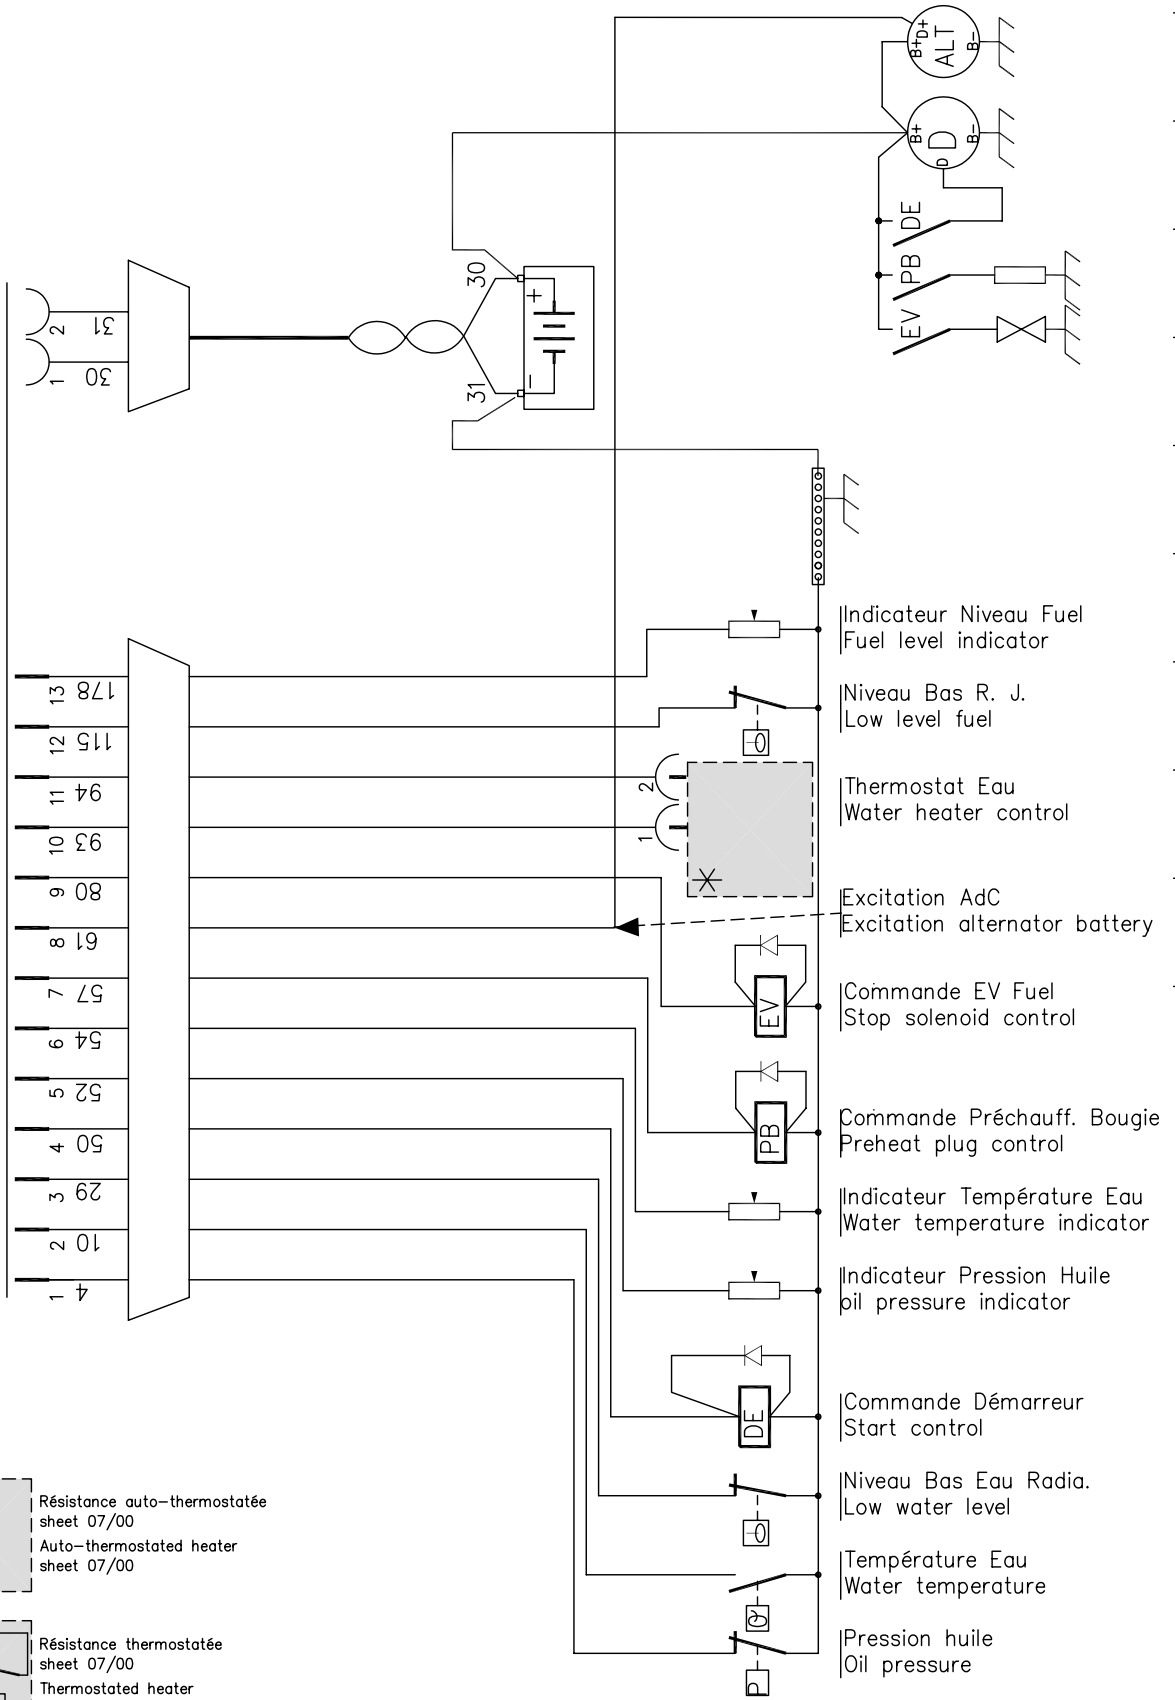 B+
D+
ALT
B-
B+
D
B-
D
DE
PB
EV
30
+
-
31
2
31
1
30
Indicateur Niveau Fuel
Fuel level indicator
13
178
Niveau Bas R. J.
Low level fuel
12
115
Thermostat Eau
Water heater control
11
94
2
10
93
1
9
80
Excitation AdC
Excitation alternator battery
8
61
7
57
EV
Commande EV Fuel
Stop solenoid control
6
54
5
52
PB
Commande Préchauff. Bougie
Preheat plug control
4
50
3
29
Indicateur Température Eau
Water temperature indicator
2
10
1
4
Indicateur Pression Huile
oil pressure indicator
DE
Commande Démarreur
Start control
Niveau Bas Eau Radia.
Low water level
Température Eau
Water temperature
Pression huile
Oil pressure
P
Résistance auto-thermostatée
sheet 07/00
Auto-thermostated heater
sheet 07/00
Résistance thermostatée
sheet 07/00
Thermostated heater